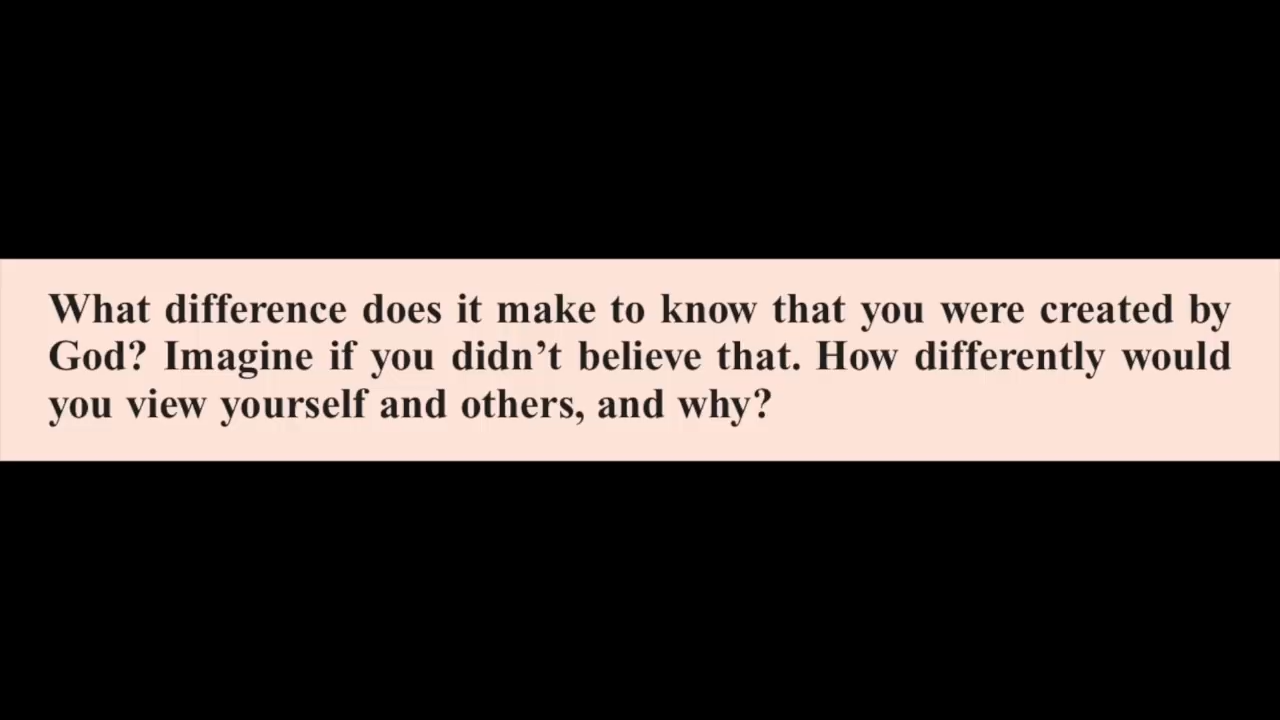 What difference does it make to know that you were created by
God? Imagine if you didn’t believe that. How differently would
you view yourself and others, and why?